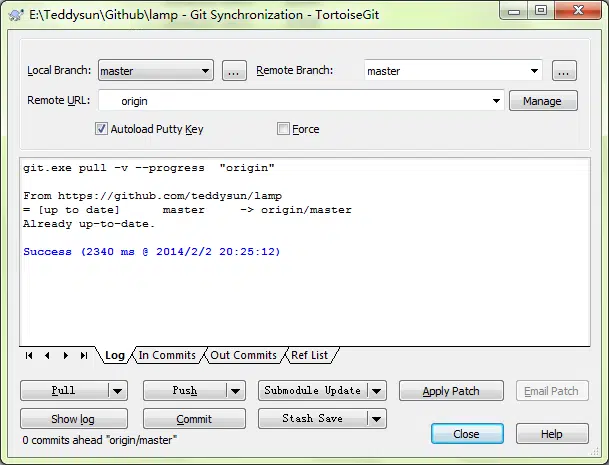 E:\Teddysun\Github\lamp - Git Synchronization - TortoiseGit
Local Branch: master ... Remote Branch: master ...
Remote URL: origin Manage
Autoload Putty Key Force
git.exe pull -v --progress "origin"
From https://github.com/teddysun/lamp
= [up to date] master -> origin/master
Already up-to-date.
Success (2340 ms @ 2014/2/2 20:25:12)
Log In Commits Out Commits Ref List
Pull Push Submodule Update Apply Patch Email Patch
Show log Commit Stash Save
Close Help
0 commits ahead "origin/master"